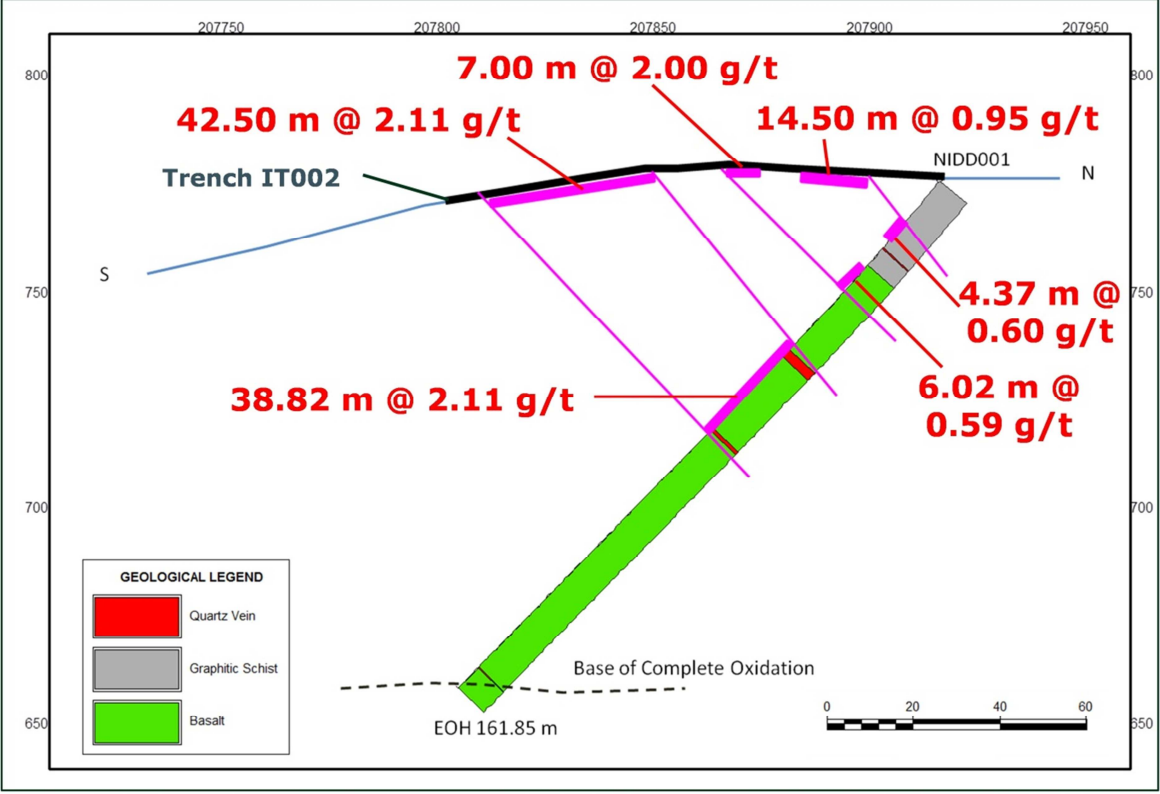 207750 207800 207850 207900 207950
800 800
7.00 m @ 2.00 g/t
42.50 m @ 2.11 g/t
14.50 m @ 0.95 g/t
Trench IT002
NIDD001
N
S
750 750
4.37 m @
0.60 g/t
6.02 m @
0.59 g/t
38.82 m @ 2.11 g/t
700 700
GEOLOGICAL LEGEND
Quartz Vein
Graphitic Schist
Basalt
Base of Complete Oxidation
EOH 161.85 m
0 20 40 60
650 650